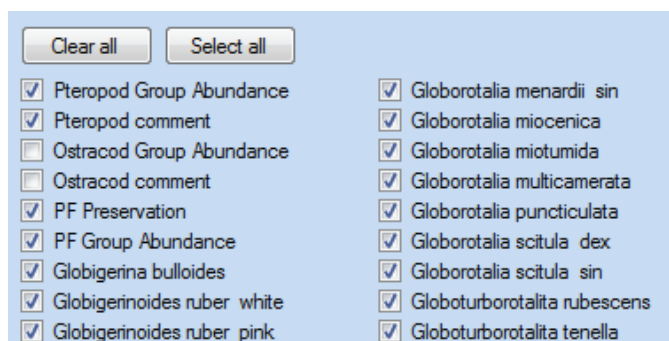 Clear all Select all
Pteropod Group Abundance
Pteropod comment
Ostracod Group Abundance
Ostracod comment
PF Preservation
PF Group Abundance
Globigerina bulloides
Globigerinoides ruber white
Globigerinoides ruber pink
Globorotalia menardii sin
Globorotalia miocenica
Globorotalia miotumida
Globorotalia multicamerata
Globorotalia puncticulata
Globorotalia scitula dex
Globorotalia scitula sin
Globoturborotalita rubescens
Globoturborotalita tenella